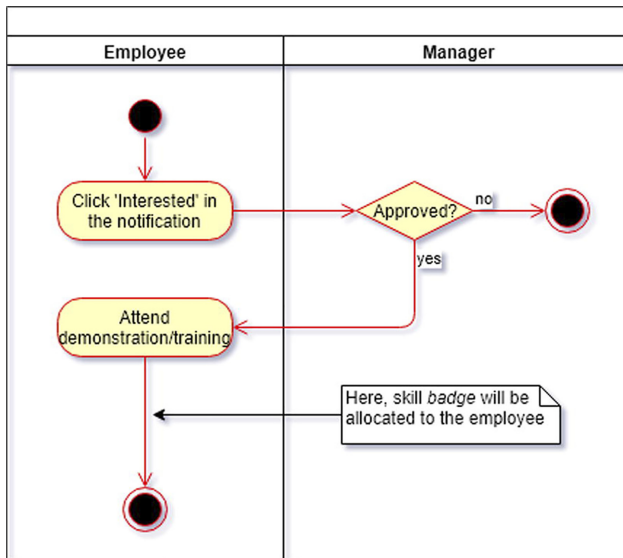 Employee
Manager
Click 'Interested' in
the notification
Approved?
no
yes
Attend
demonstration/training
Here, skill badge will be
allocated to the employee